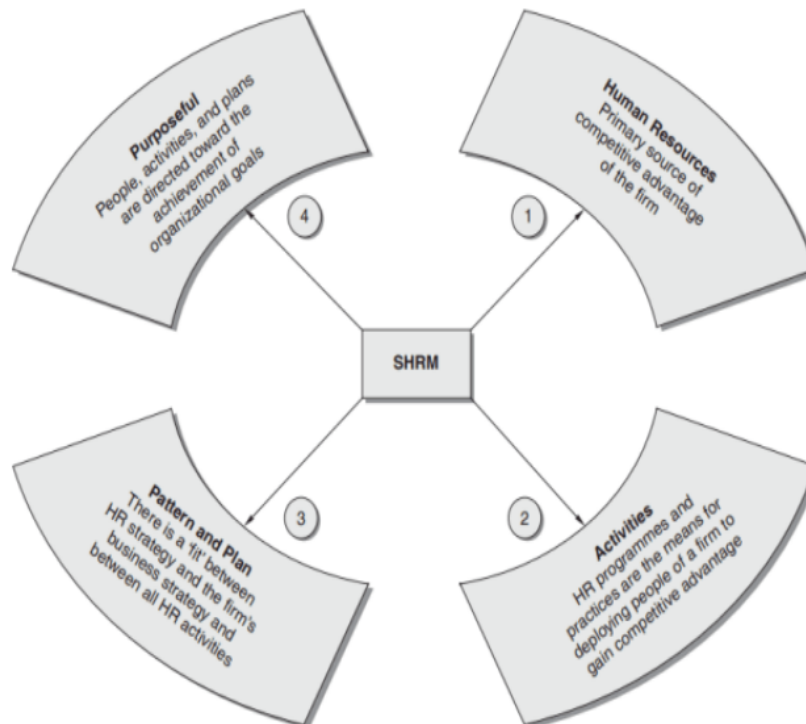 Purposeful
People, activities, and plans
are directed toward the
achievement of
organizational goals
4
Human Resources
Primary source of
competitive advantage
of the firm
1
SHRM
Pattern and Plan
There is a 'fit' between
HR strategy and the firm's
business strategy and
between all HR activities
3
Activities
HR programmes and
practices are the means for
deploying people of a firm to
gain competitive advantage
2